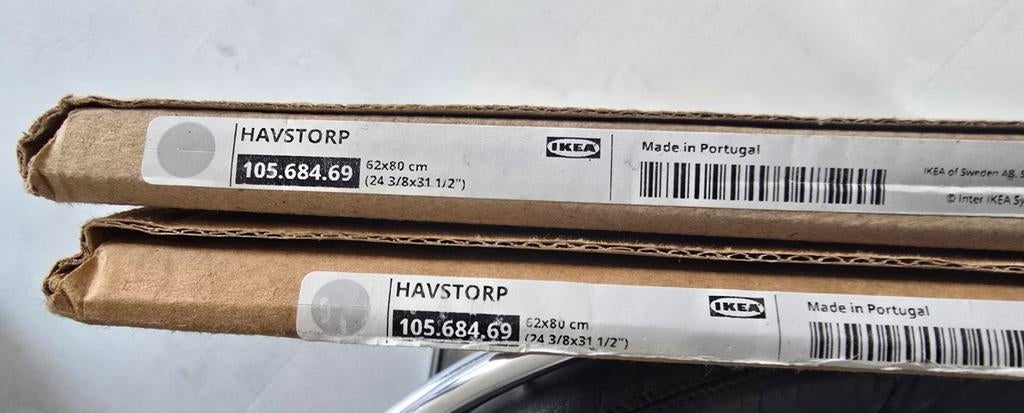 HAVSTORP
105.684.69
62x80 cm
(24 3/8x31 1/2")
IKEA
Made in Portugal
IKEA of Sweden AB, S
© Inter IKEA Sy
HAVSTORP
105.684.69
62x80 cm
(24 3/8x31 1/2")
IKEA
Made in Portugal